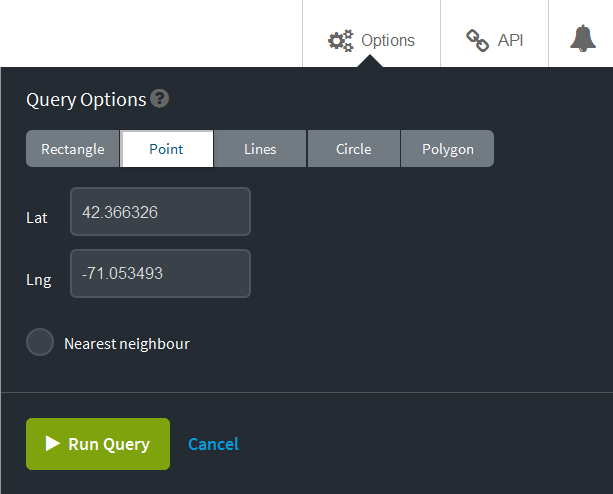 Options API
Query Options ?
Rectangle Point Lines Circle Polygon
Lat 42.366326
Lng -71.053493
Nearest neighbour
Run Query Cancel